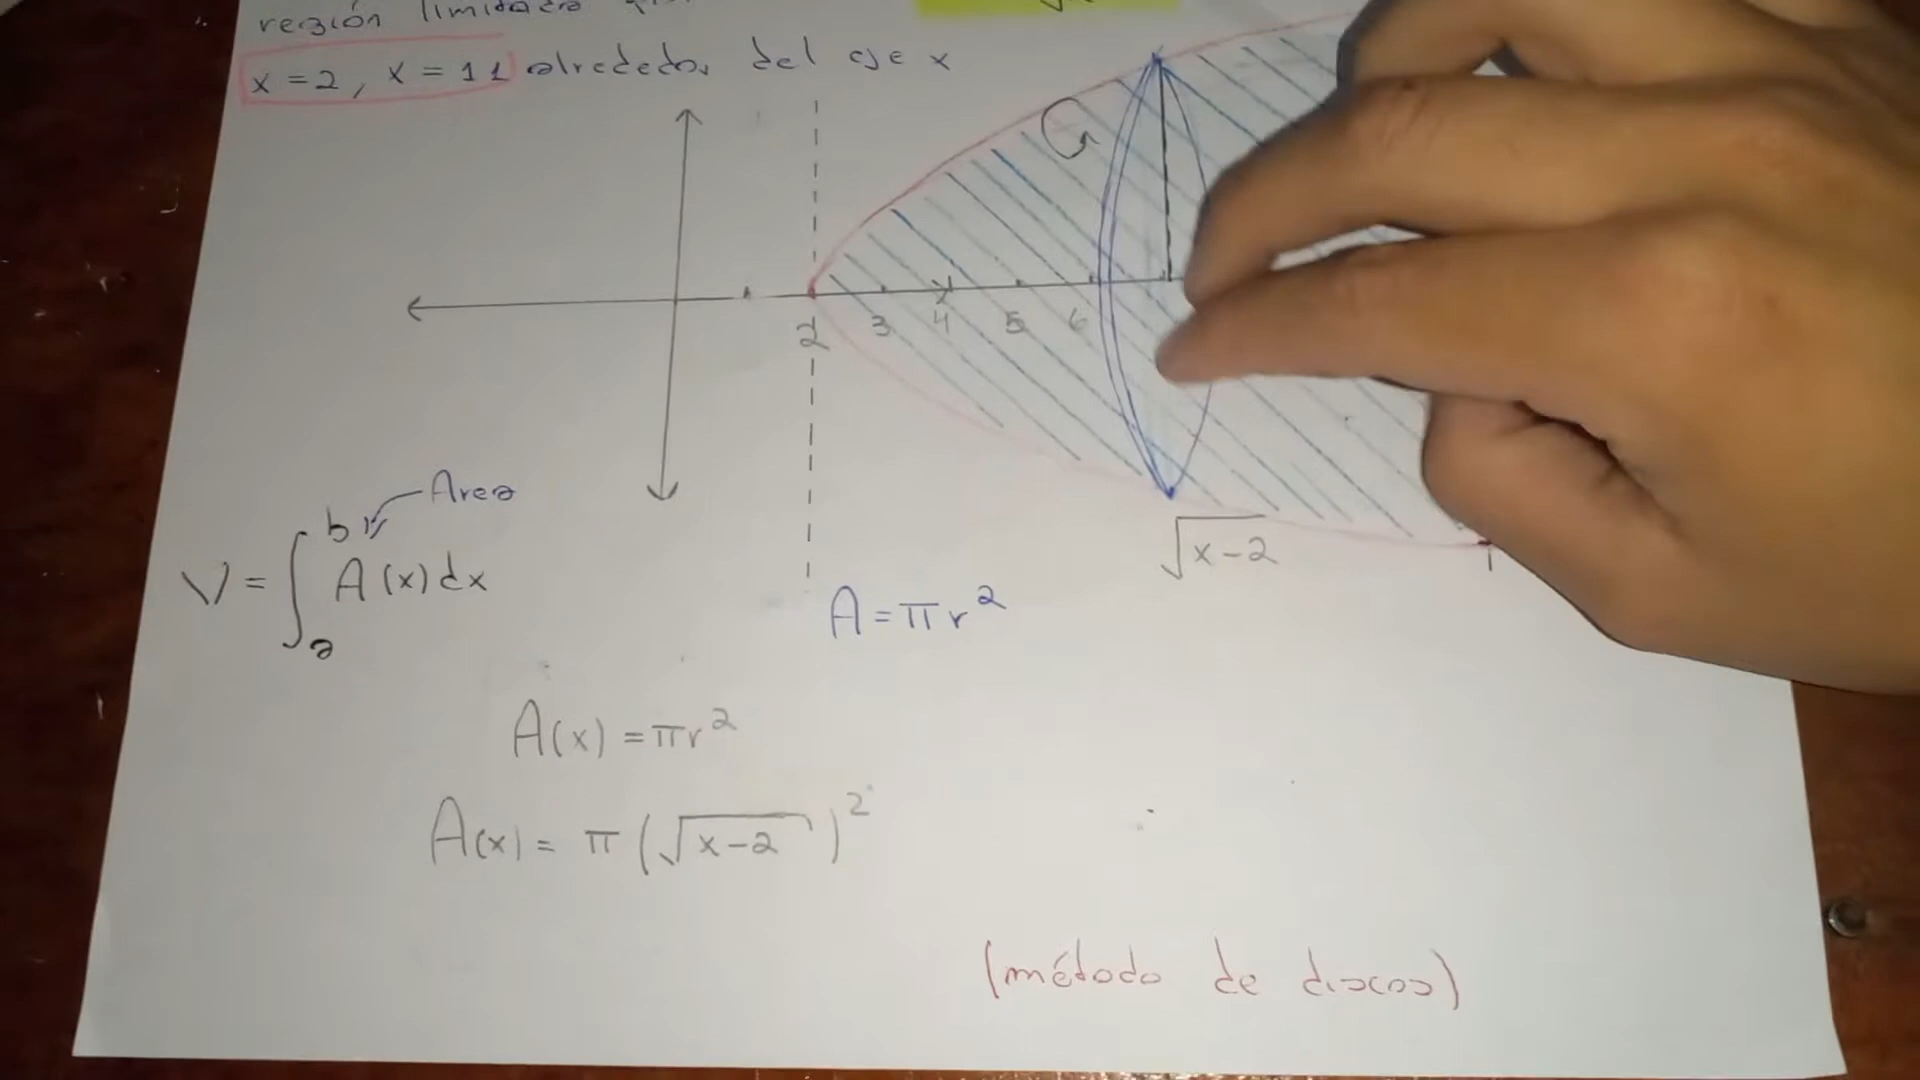 región limitada
x = 2, x = 11 alrededor del eje x
2 3 4 5 6
Area
V = ∫ₐᵇ A(x)dx
√x-2
A = πr²
A(x) = πr²
A(x) = π(√x-2)²
(método de discos)